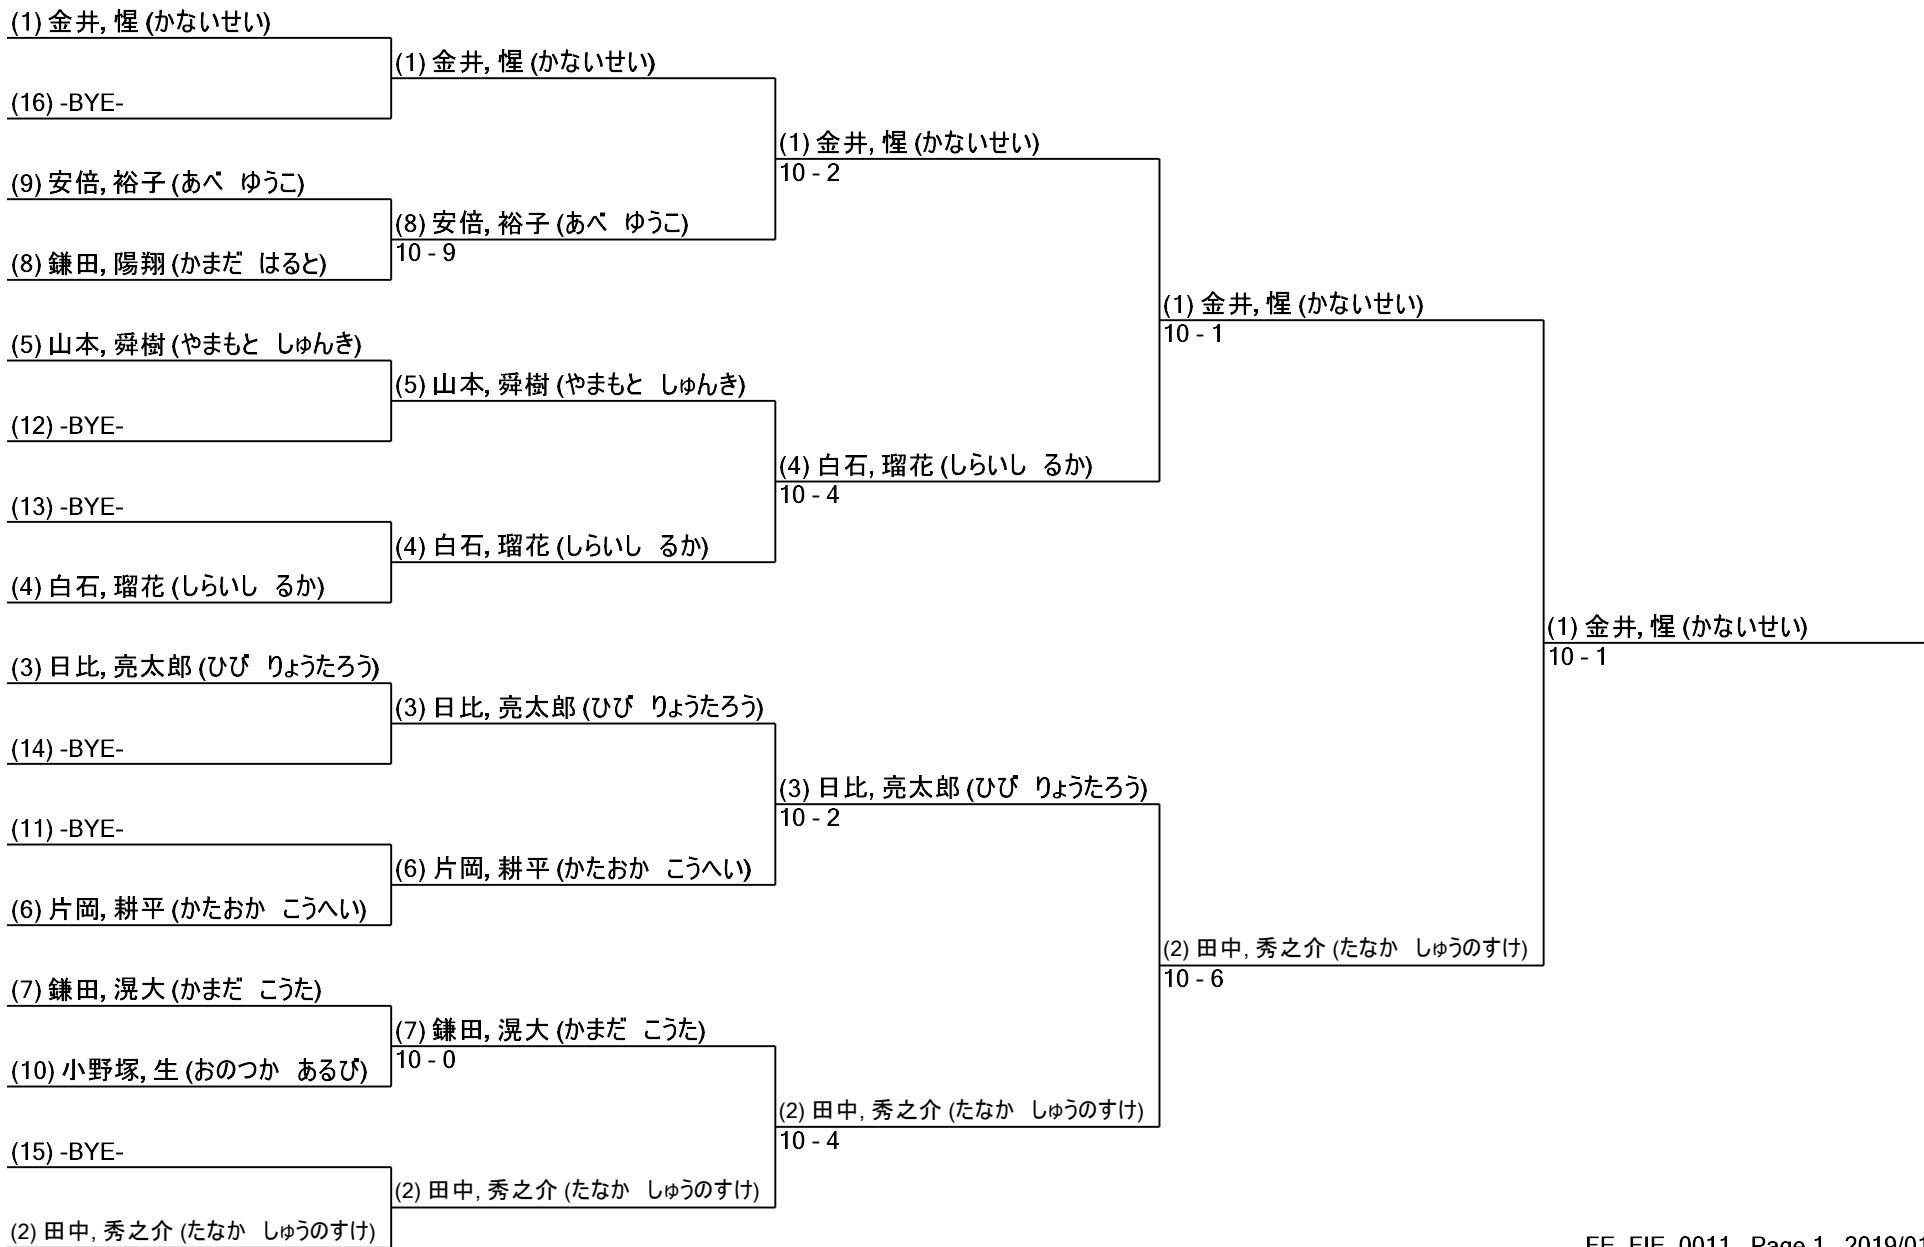 (1) 金井, 惺 (かないせい)
(16) -BYE-
(9) 安倍, 裕子 (あべ　ゆうこ)
(8) 鎌田, 陽翔 (かまだ　はると)
(5) 山本, 舜樹 (やまもと　しゅんき)
(12) -BYE-
(13) -BYE-
(4) 白石, 瑠花 (しらいし　るか)
(3) 日比, 亮太郎 (ひび　りょうたろう)
(14) -BYE-
(11) -BYE-
(6) 片岡, 耕平 (かたおか　こうへい)
(7) 鎌田, 滉大 (かまだ　こうた)
(10) 小野塚, 生 (おのつか　あるび)
(15) -BYE-
(2) 田中, 秀之介 (たなか　しゅうのすけ)
(1) 金井, 惺 (かないせい)
(8) 安倍, 裕子 (あべ　ゆうこ)
10 - 9
(5) 山本, 舜樹 (やまもと　しゅんき)
(4) 白石, 瑠花 (しらいし　るか)
(3) 日比, 亮太郎 (ひび　りょうたろう)
(6) 片岡, 耕平 (かたおか　こうへい)
(7) 鎌田, 滉大 (かまだ　こうた)
10 - 0
(2) 田中, 秀之介 (たなか　しゅうのすけ)
(1) 金井, 惺 (かないせい)
10 - 2
(4) 白石, 瑠花 (しらいし　るか)
10 - 4
(3) 日比, 亮太郎 (ひび　りょうたろう)
10 - 2
(2) 田中, 秀之介 (たなか　しゅうのすけ)
10 - 4
(1) 金井, 惺 (かないせい)
10 - 1
(2) 田中, 秀之介 (たなか　しゅうのすけ)
10 - 6
(1) 金井, 惺 (かないせい)
10 - 1
Page 1 2019/01